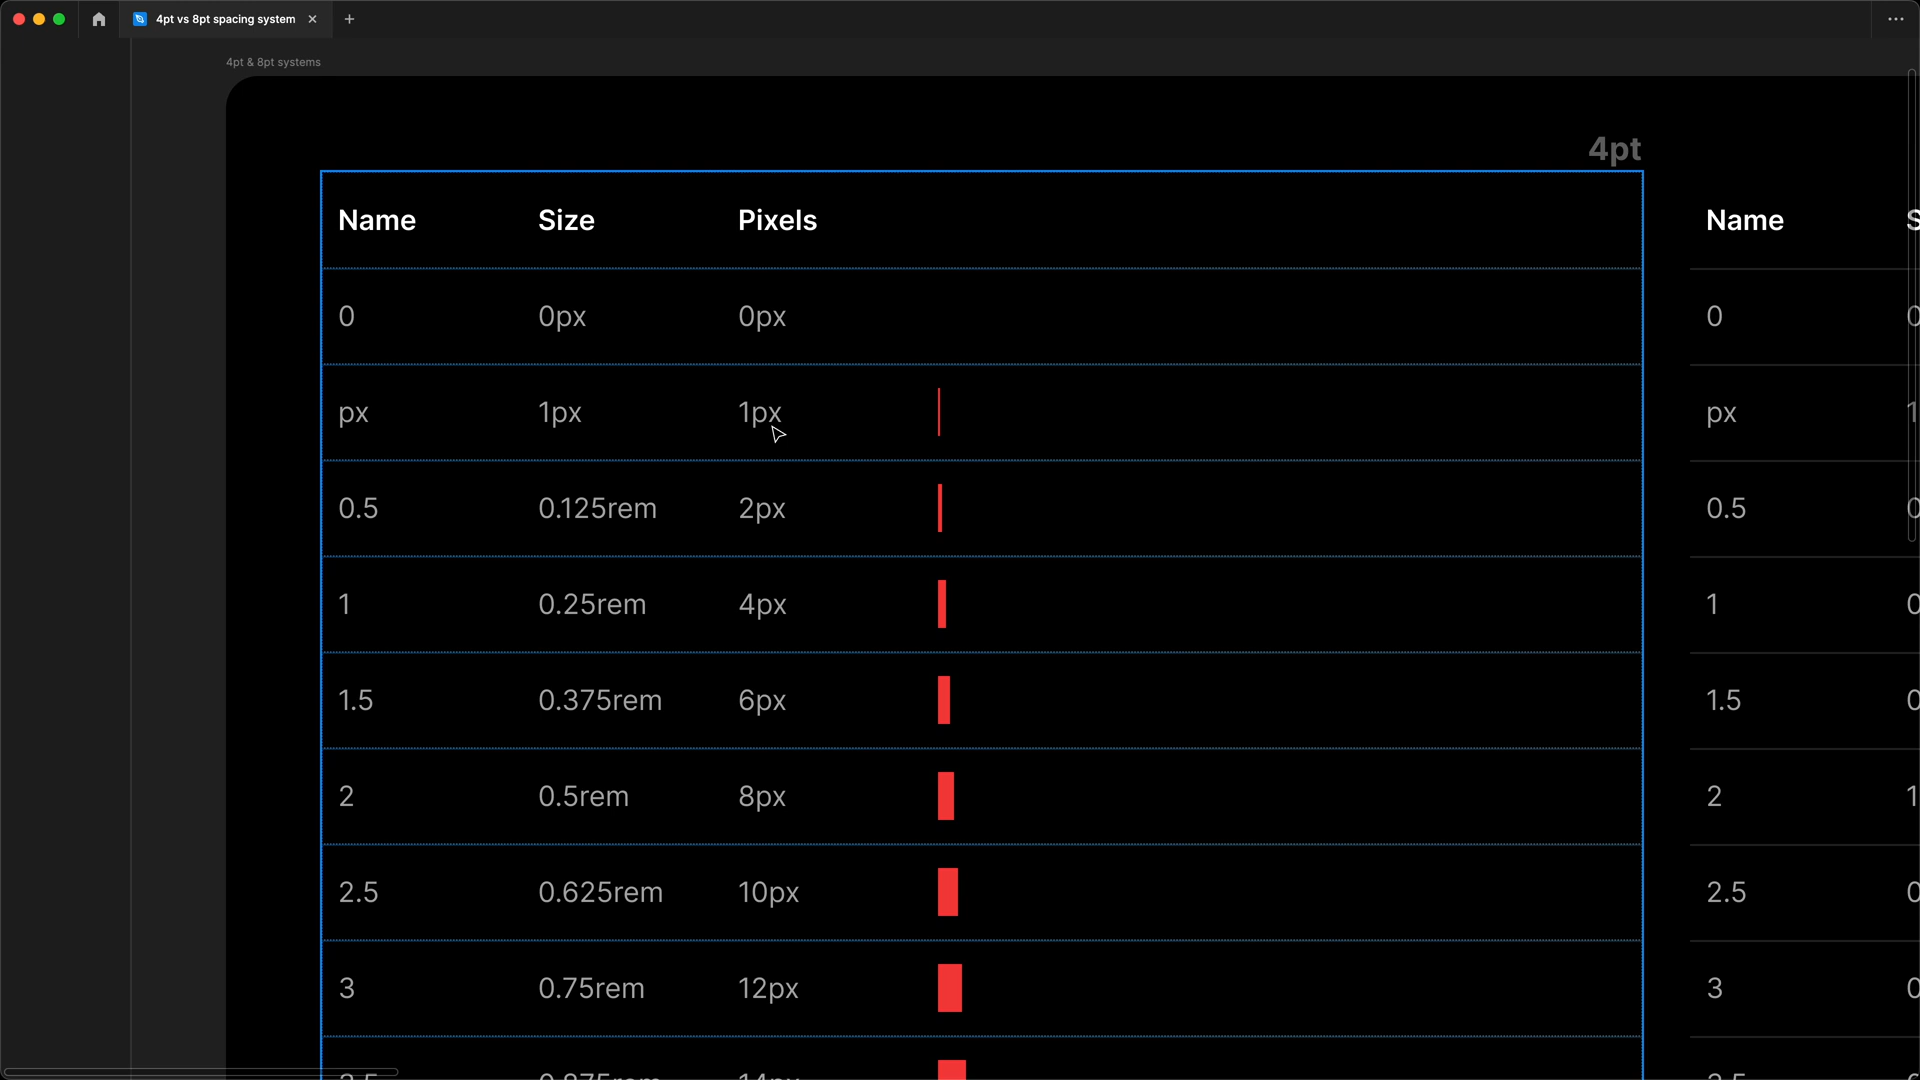 4pt vs 8pt spacing system
4pt & 8pt systems
4pt
Name Size Pixels
0 0px 0px
px 1px 1px
0.5 0.125rem 2px
1 0.25rem 4px
1.5 0.375rem 6px
2 0.5rem 8px
2.5 0.625rem 10px
3 0.75rem 12px
Name
0
px
0.5
1
1.5
2
2.5
3